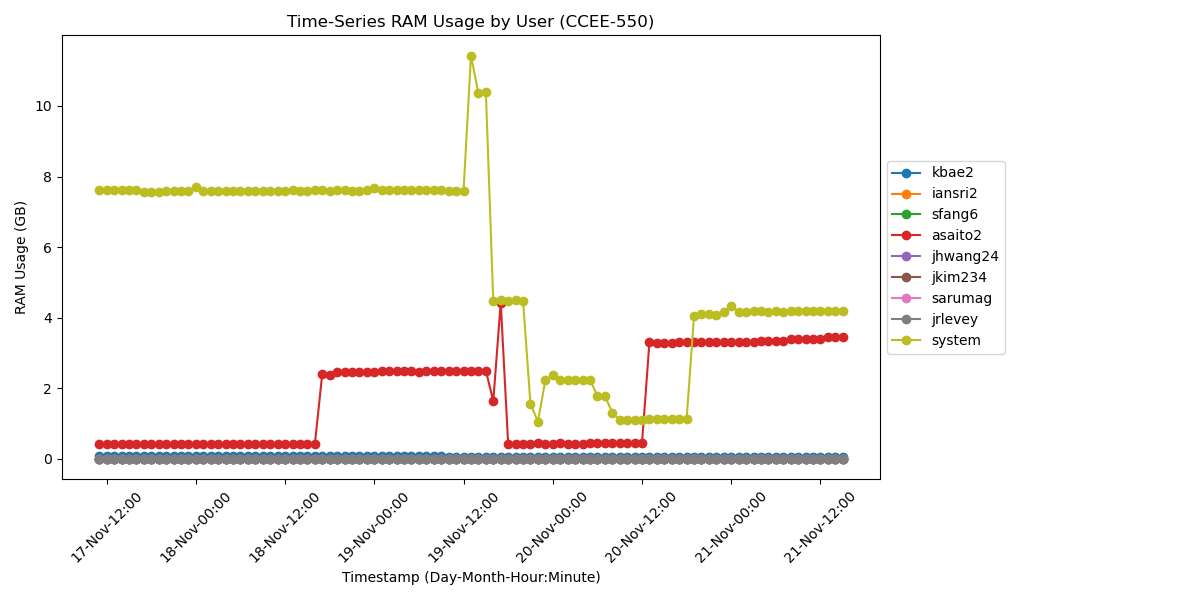 Time-Series RAM Usage by User (CCEE-550)
RAM Usage (GB)
10
8
6
4
2
0
17-Nov-12:00
18-Nov-00:00
18-Nov-12:00
19-Nov-00:00
19-Nov-12:00
20-Nov-00:00
20-Nov-12:00
21-Nov-00:00
21-Nov-12:00
Timestamp (Day-Month-Hour:Minute)
kbae2
iansri2
sfang6
asaito2
jhwang24
jkim234
sarumag
jrlevey
system